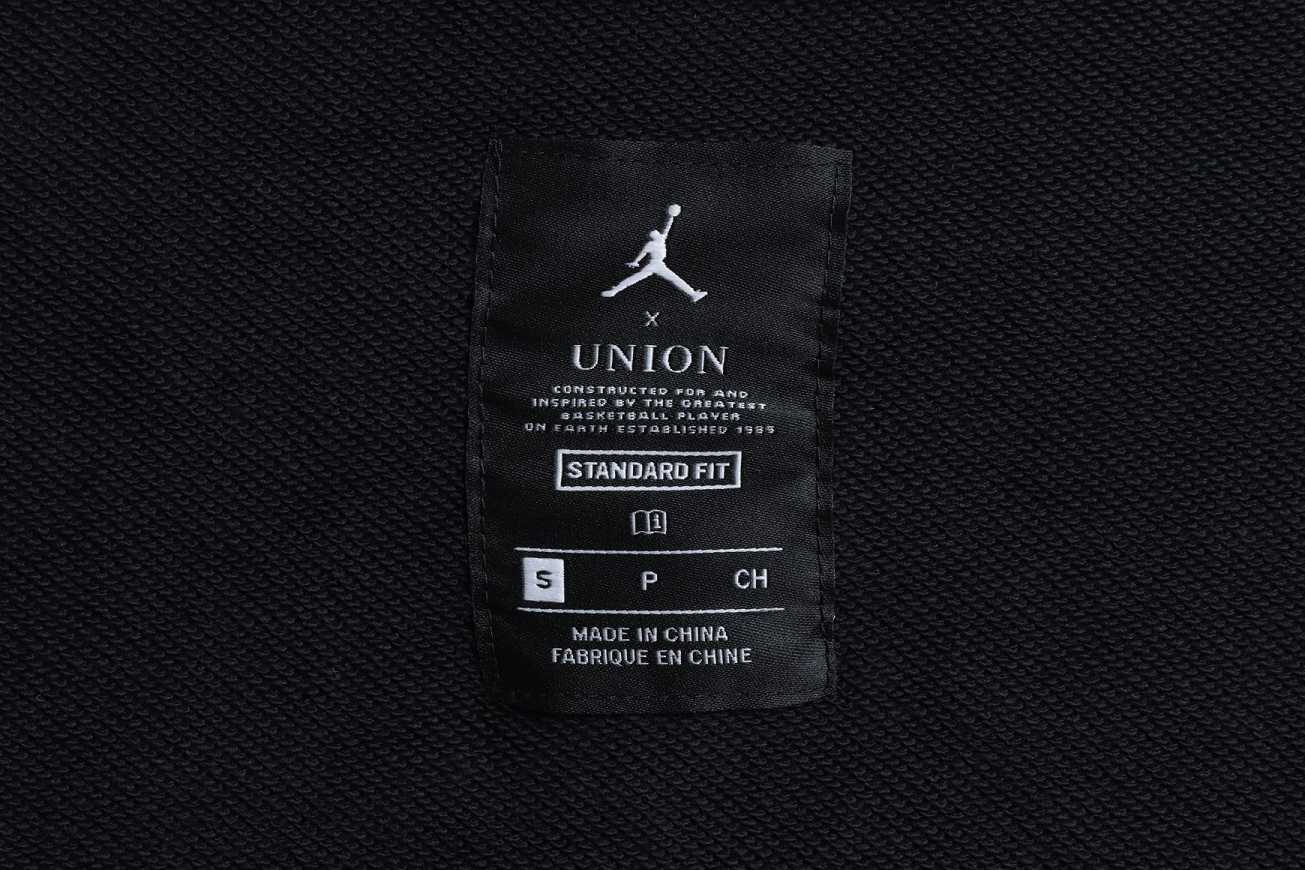 X
UNION
CONSTRUCTED FOR AND
INSPIRED BY THE GREATEST
BASKETBALL PLAYER
ON EARTH ESTABLISHED 1985
STANDARD FIT
i
S P CH
MADE IN CHINA
FABRIQUE EN CHINE